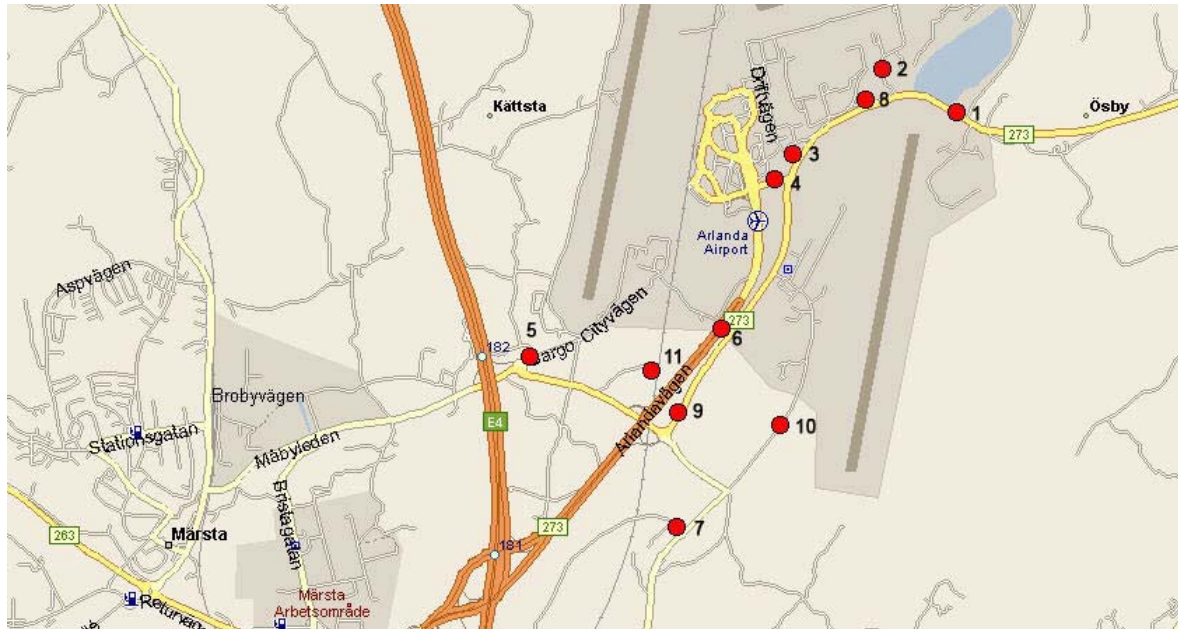 Kättsta
Driftvägen
2
8
1
Ösby
273
3
4
Arlanda
Airport
Aspvägen
273
6
5
182
Cargo Cityvägen
11
Brobyvägen
Arlandavägen
9
10
E4
Stationsgatan
Måbyleden
Bristagatan
263
Märsta
273
7
181
Märsta
Arbetsområde